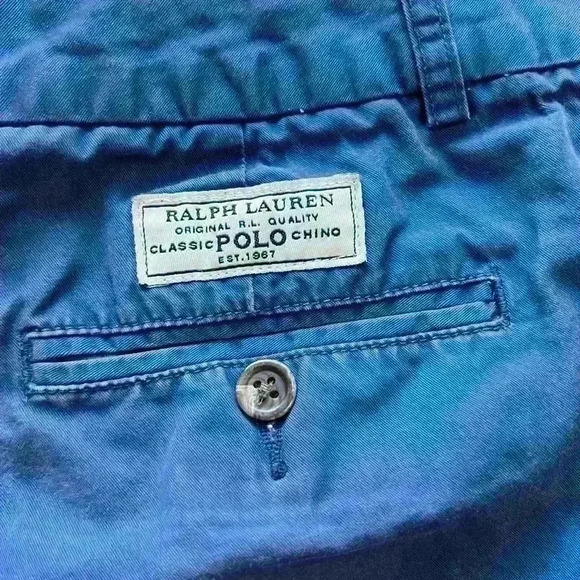 RALPH LAUREN
ORIGINAL R.L. QUALITY
CLASSIC POLO CHINO
EST. 1967